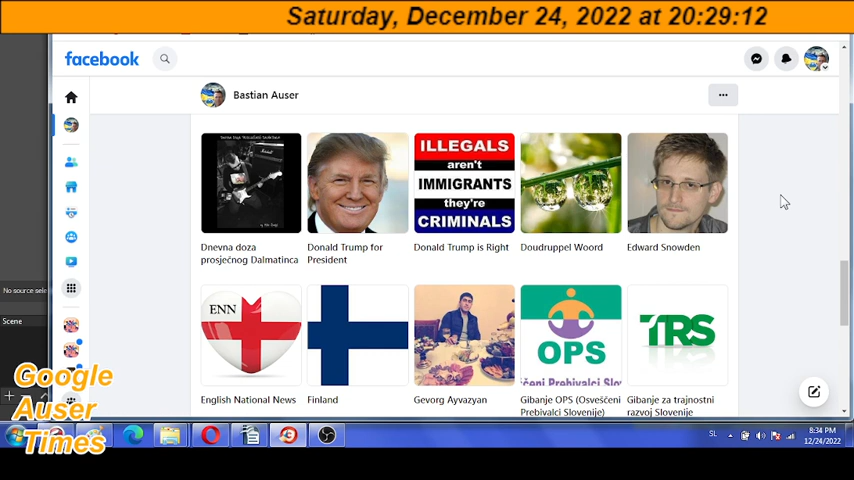 Saturday, December 24, 2022 at 20:29:12
facebook
Bastian Auser
ILLEGALS
aren't
IMMIGRANTS
they're
CRIMINALS
Dnevna doza
prosječnog Dalmatinca
Donald Trump for
President
Donald Trump is Right
Doudruppel Woord
Edward Snowden
No source sele
Scene
ENN
OPS
ščeni Prebivalci Slo
TRS
English National News
Finland
Gevorg Ayvazyan
Gibanje OPS (Osveščeni
Prebivalci Slovenije)
Gibanje za trajnostni
razvoj Slovenije
Google
Auser
Times
SL
8:34 PM
12/24/2022